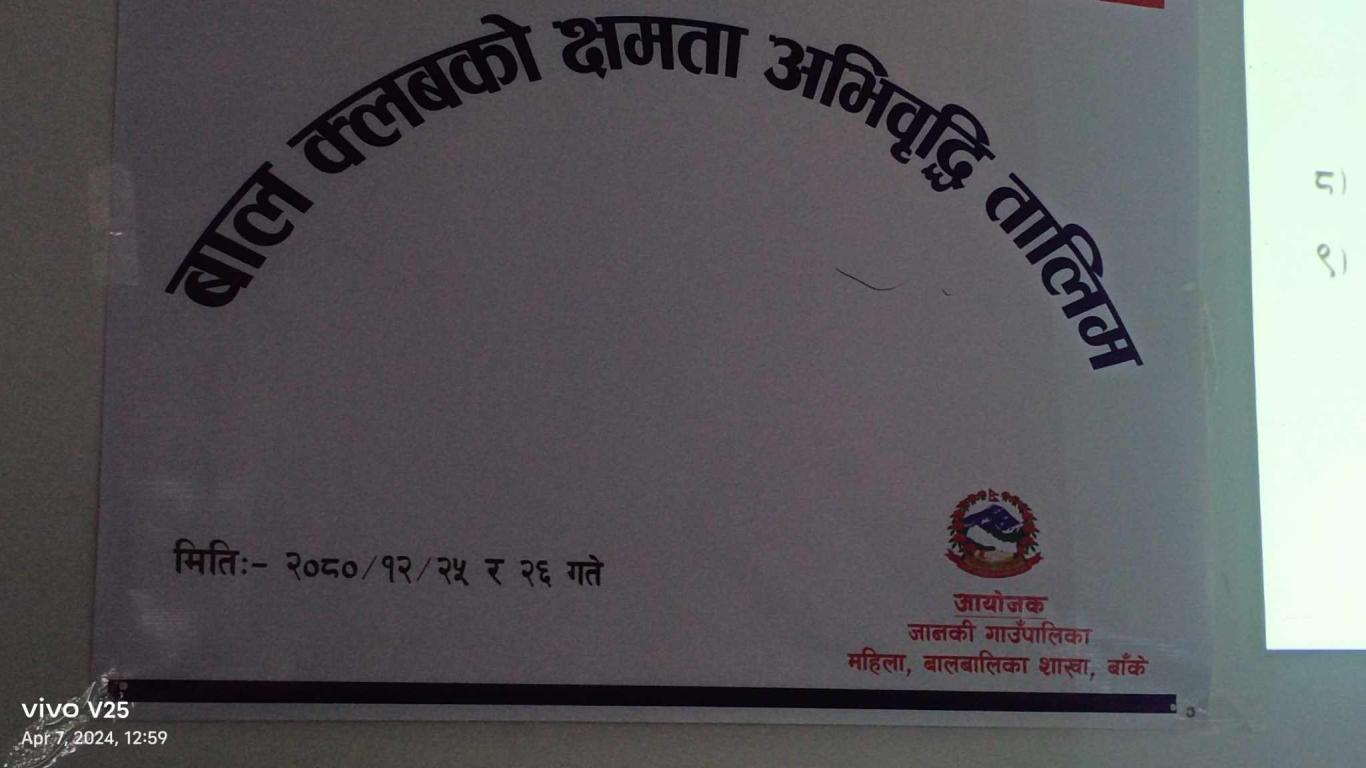 बाल क्लबको क्षमता अभिवृद्धि तालिम
८)
९)
मितिः– २०८०/१२/२५ र २६ गते
आयोजक
जानकी गाउँपालिका
महिला, बालबालिका शाखा, बाँके
vivo V25
Apr 7, 2024, 12:59